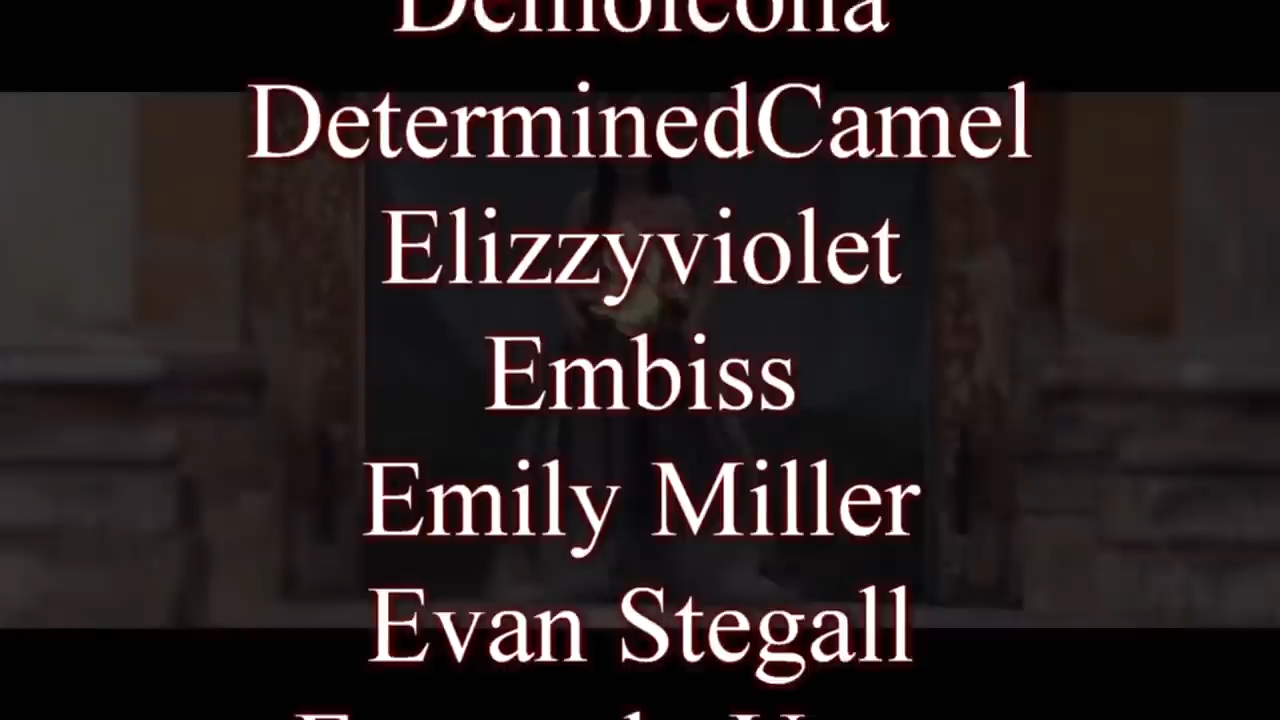 DeterminedCamel
Elizzyviolet
Embiss
Emily Miller
Evan Stegall